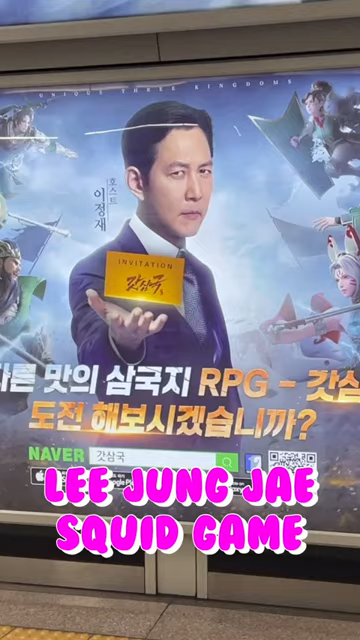 UNIQUE THREE KINGDOMS
호스트
이정재
INVITATION
갓삼국
다른 맛의 삼국지 RPG - 갓삼
도전 해보시겠습니까?
NAVER 갓삼국
LEE JUNG JAE
SQUID GAME